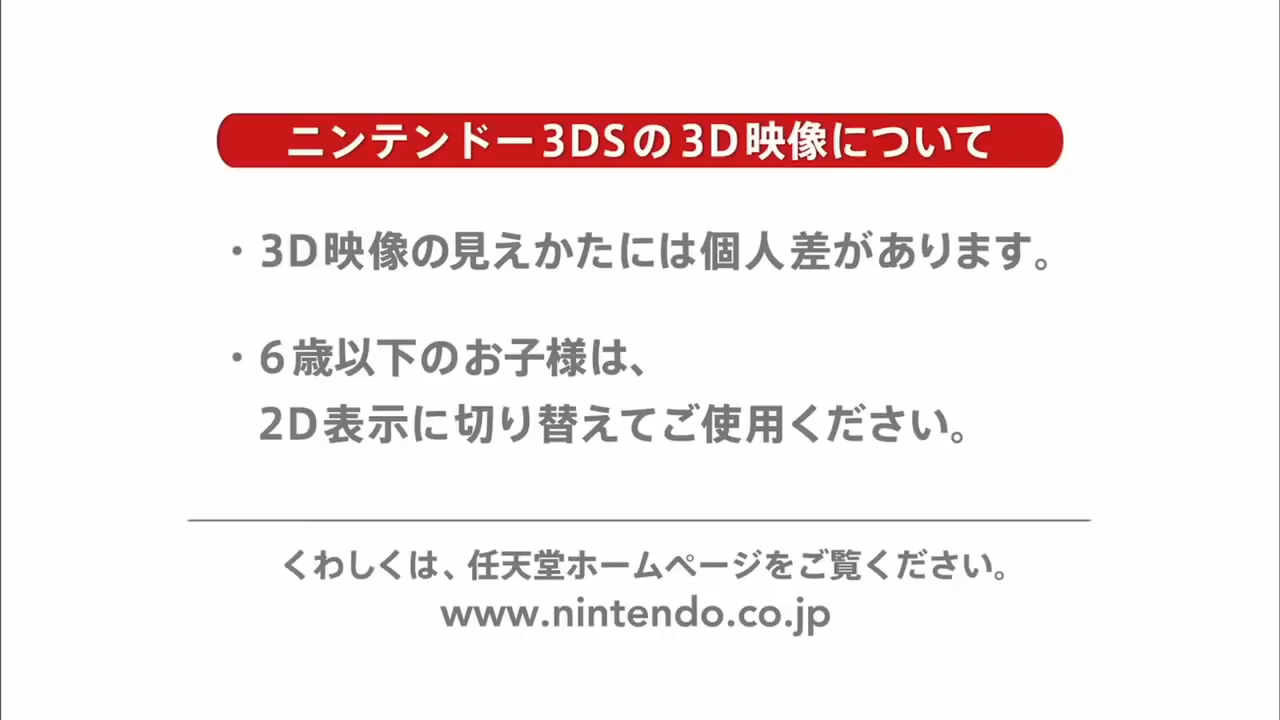 ニンテンドー3DSの3D映像について
・3D映像の見えかたには個人差があります。
・6歳以下のお子様は、
2D表示に切り替えてご使用ください。
くわしくは、任天堂ホームページをご覧ください。
www.nintendo.co.jp